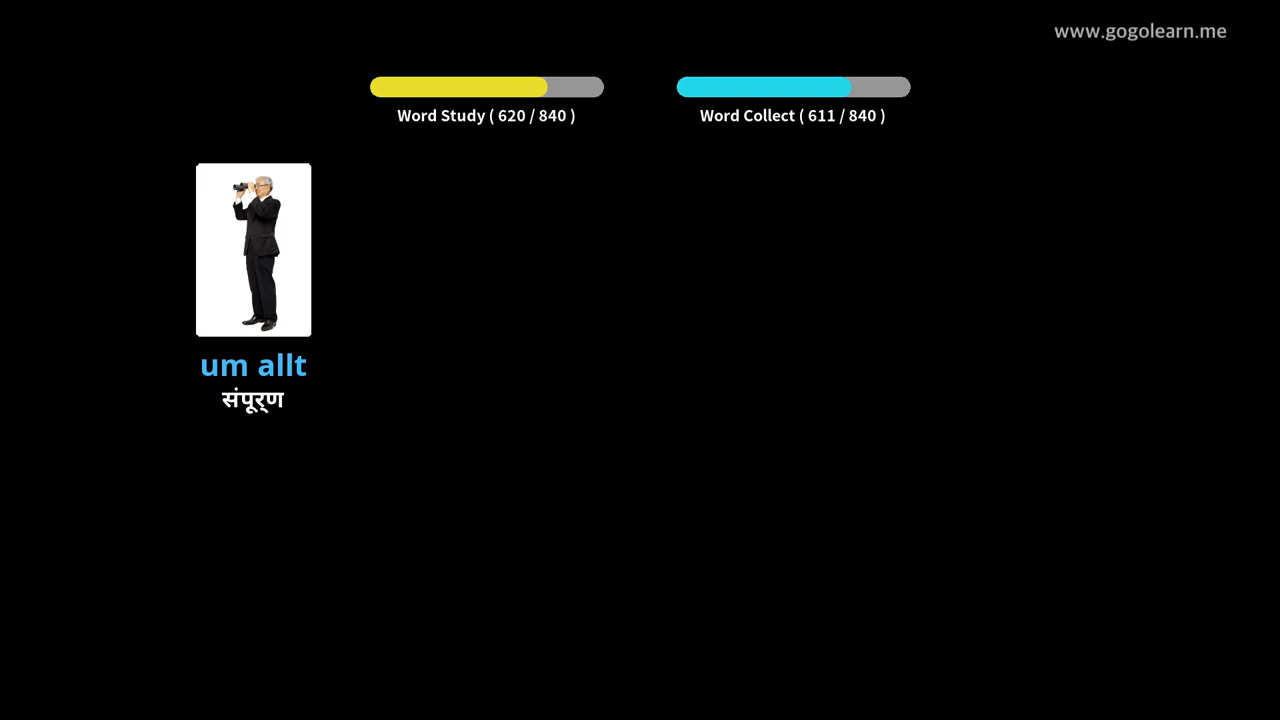 www.gogolearn.me
Word Study ( 620 / 840 )
Word Collect ( 611 / 840 )
um allt
संपूर्ण